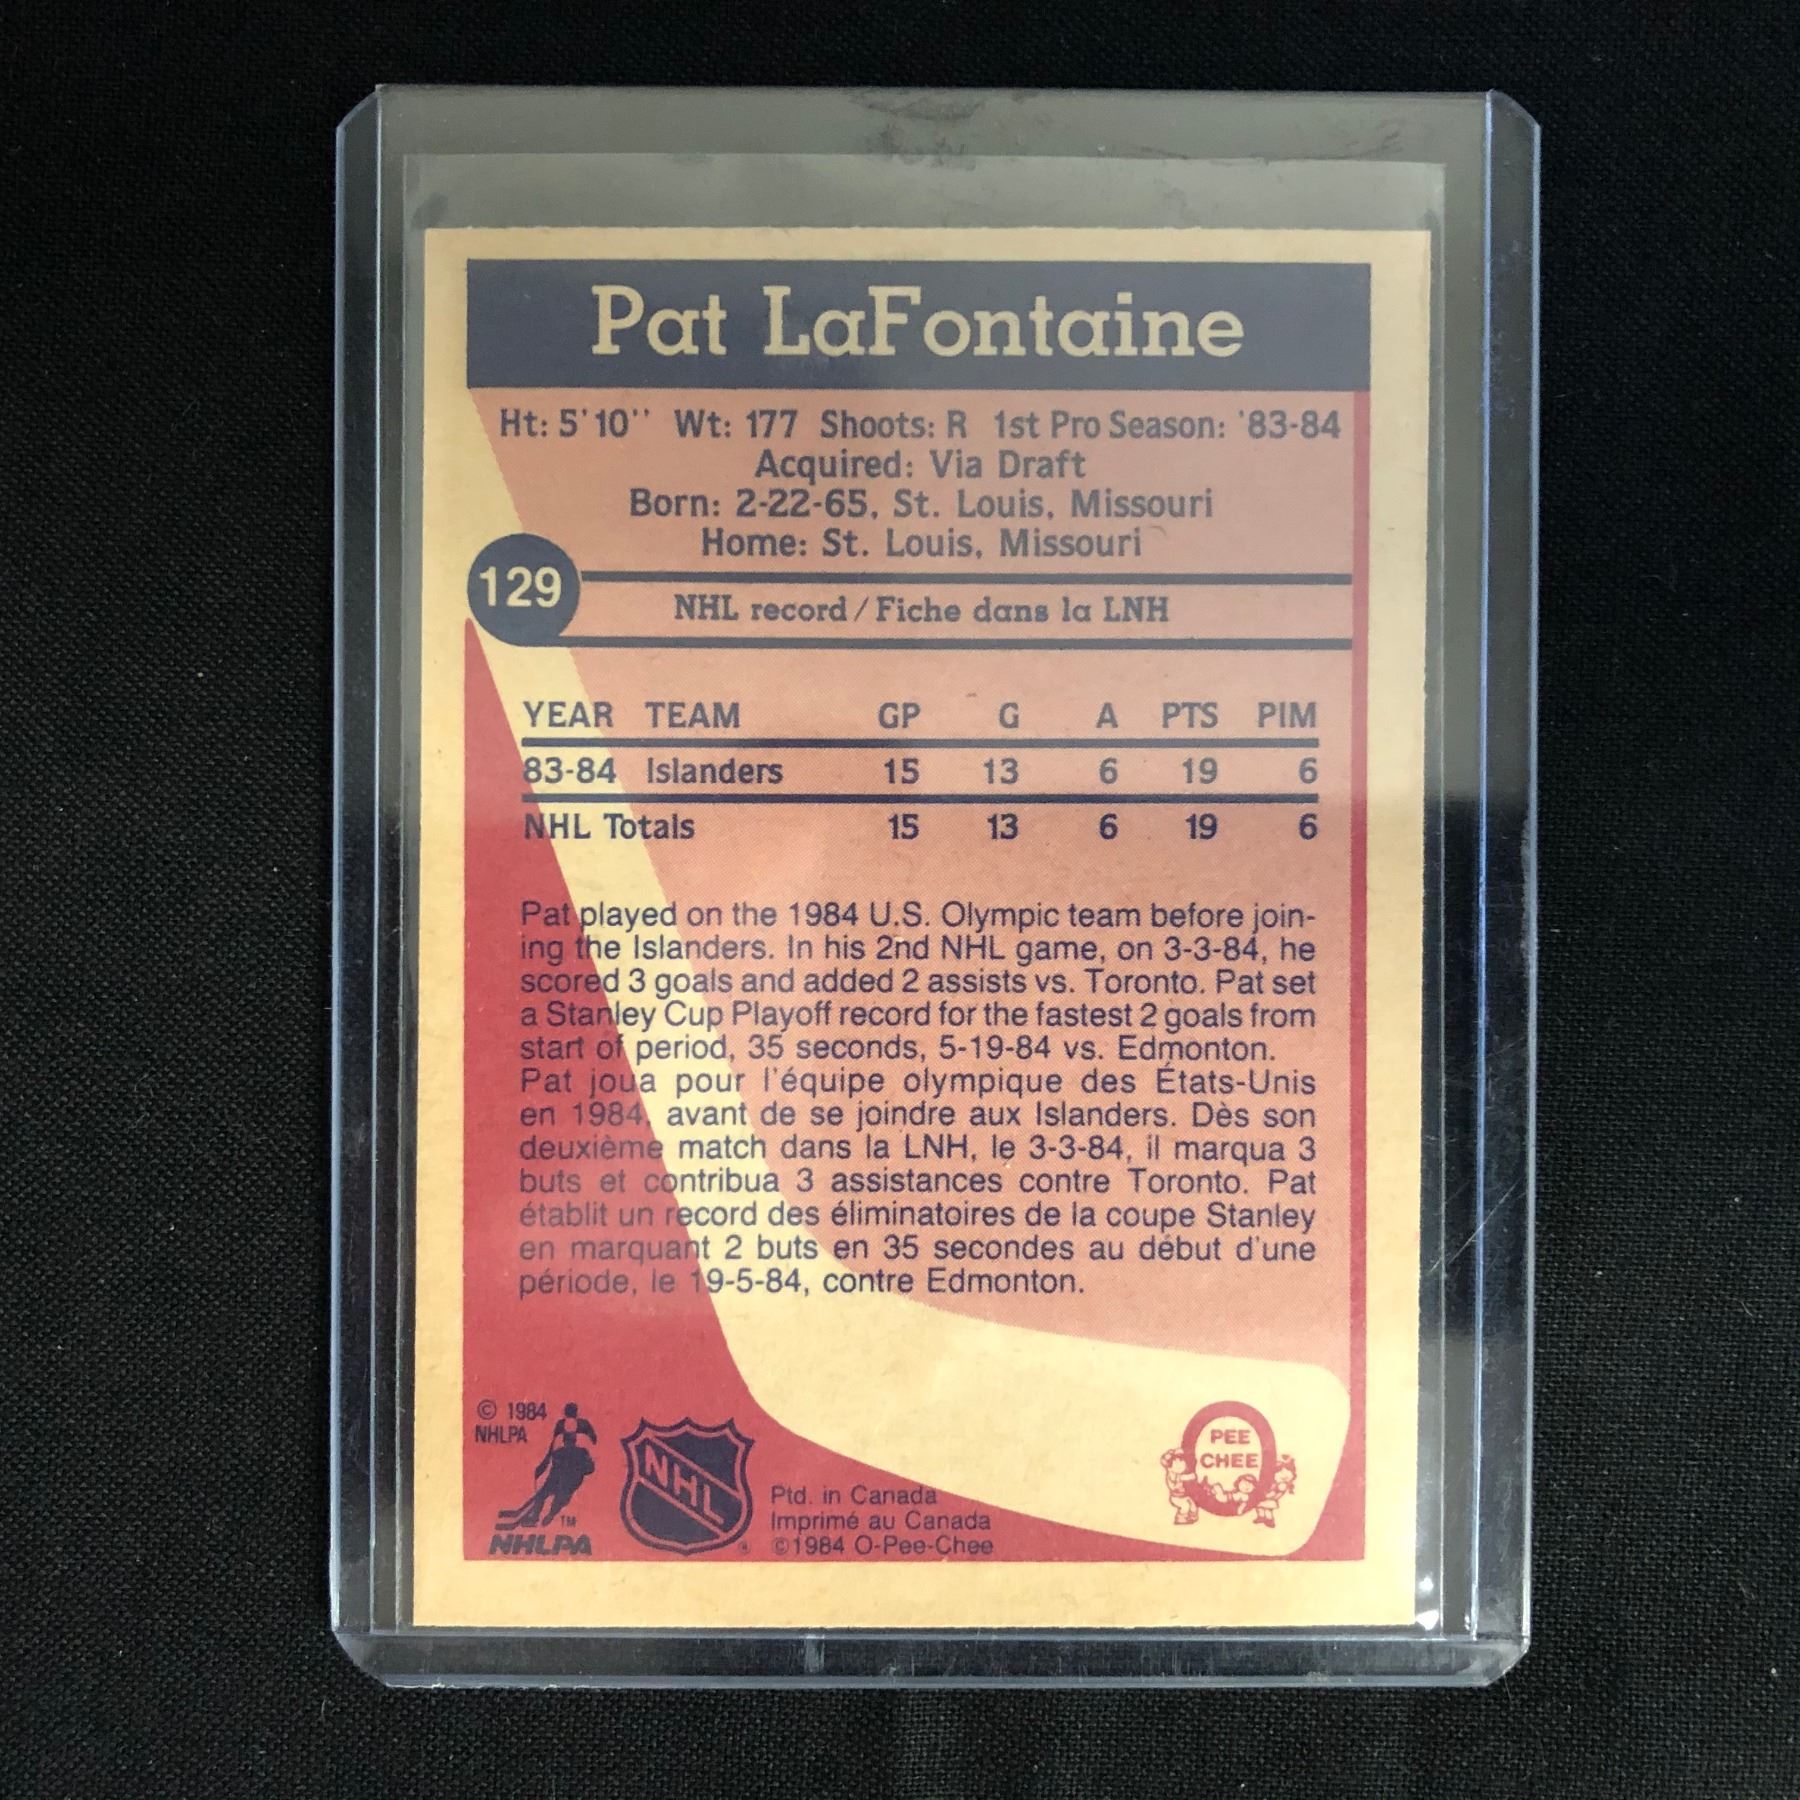 Pat LaFontaine
Ht: 5'10'' Wt: 177 Shoots: R 1st Pro Season: '83-84
Acquired: Via Draft
Born: 2-22-65, St. Louis, Missouri
Home: St. Louis, Missouri
129
NHL record / Fiche dans la LNH
YEAR TEAM GP G A PTS PIM
83-84 Islanders 15 13 6 19 6
NHL Totals 15 13 6 19 6
Pat played on the 1984 U.S. Olympic team before join-
ing the Islanders. In his 2nd NHL game, on 3-3-84, he
scored 3 goals and added 2 assists vs. Toronto. Pat set
a Stanley Cup Playoff record for the fastest 2 goals from
start of period, 35 seconds, 5-19-84 vs. Edmonton.
Pat joua pour l'équipe olympique des États-Unis
en 1984, avant de se joindre aux Islanders. Dès son
deuxième match dans la LNH, le 3-3-84, il marqua 3
buts et contribua 3 assistances contre Toronto. Pat
établit un record des éliminatoires de la coupe Stanley
en marquant 2 buts en 35 secondes au début d'une
période, le 19-5-84, contre Edmonton.
© 1984
NHLPA
TM
NHLPA
NHL
®
Ptd. in Canada
Imprimé au Canada
©1984 O-Pee-Chee
O
PEE
CHEE